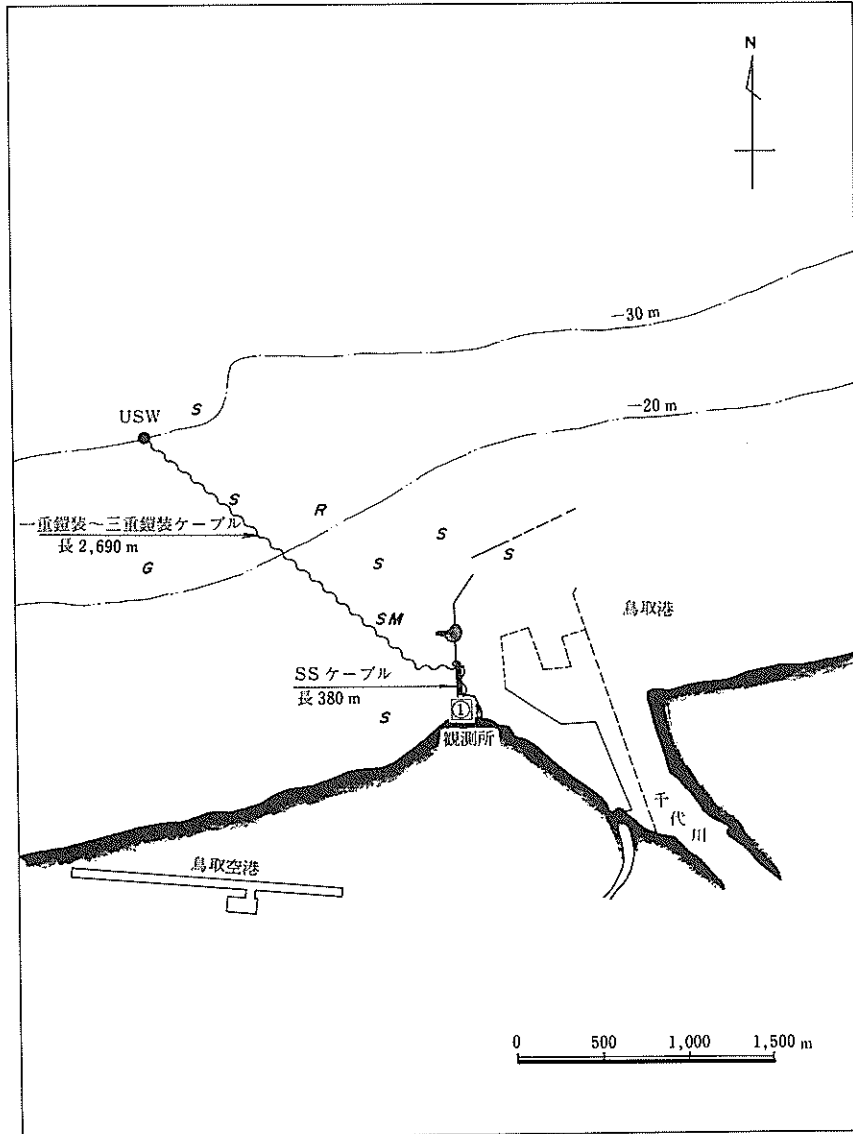 N
−30 m
S
USW
−20 m
S
R
一重鎧装～三重鎧装ケーブル
長 2,690 m
S
S
G
S
鳥取港
SM
SS ケーブル
長 380 m
S
①
観測所
千代川
鳥取空港
0 500 1,000 1,500 m